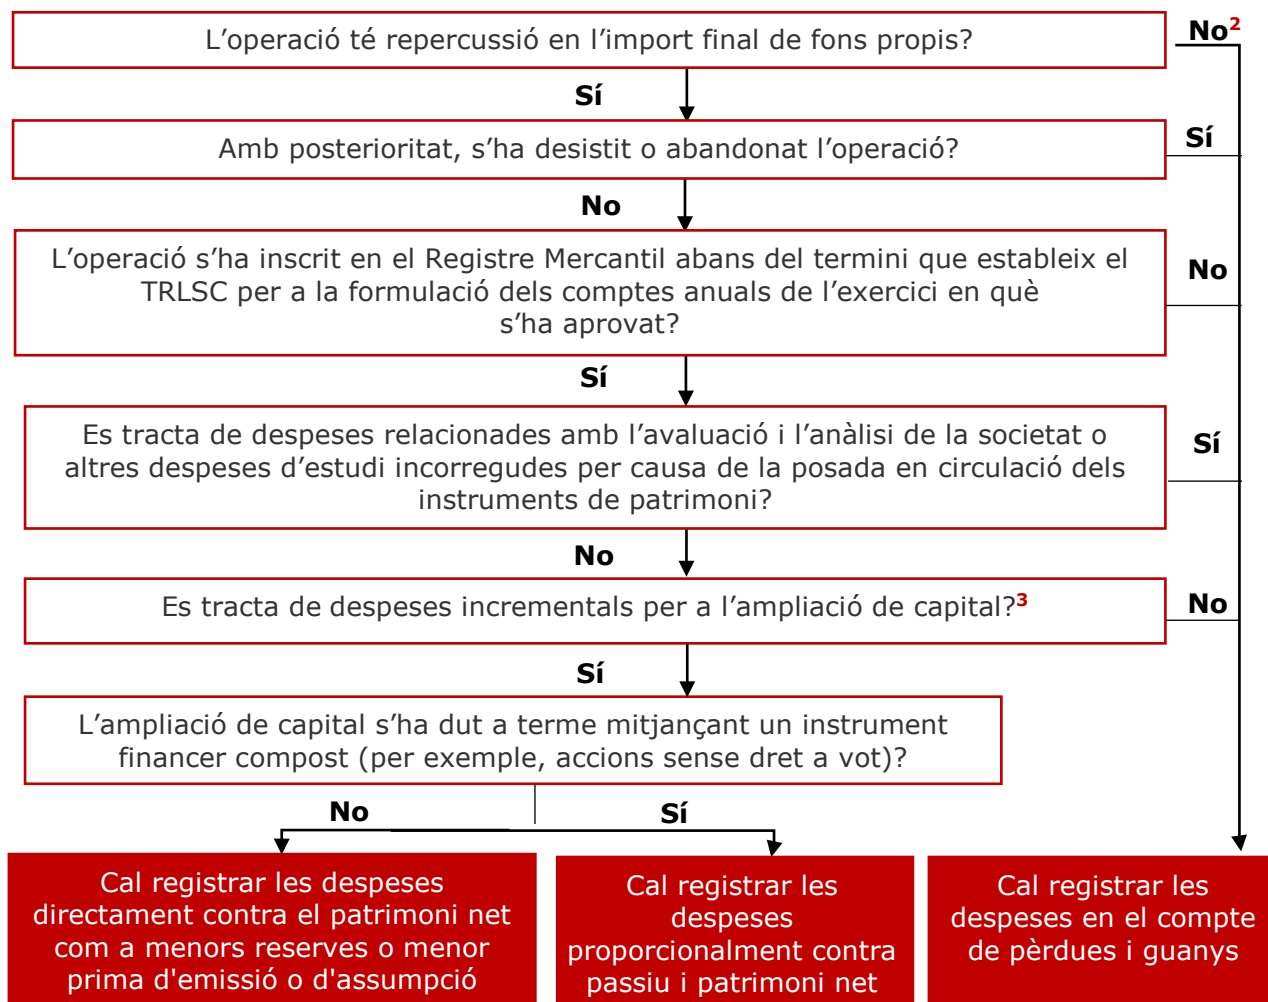 L’operació té repercussió en l’import final de fons propis?
No²
Sí
Amb posterioritat, s’ha desistit o abandonat l’operació?
Sí
No
L’operació s’ha inscrit en el Registre Mercantil abans del termini que estableix el
TRLSC per a la formulació dels comptes anuals de l’exercici en què
s’ha aprovat?
No
Sí
Es tracta de despeses relacionades amb l’avaluació i l’anàlisi de la societat o
altres despeses d’estudi incorregudes per causa de la posada en circulació dels
instruments de patrimoni?
Sí
No
Es tracta de despeses incrementals per a l’ampliació de capital?³
No
Sí
L’ampliació de capital s’ha dut a terme mitjançant un instrument
financer compost (per exemple, accions sense dret a vot)?
No
Sí
Cal registrar les despeses
directament contra el patrimoni net
com a menors reserves o menor
prima d'emissió o d'assumpció
Cal registrar les
despeses
proporcionalment contra
passiu i patrimoni net
Cal registrar les
despeses en el compte
de pèrdues i guanys